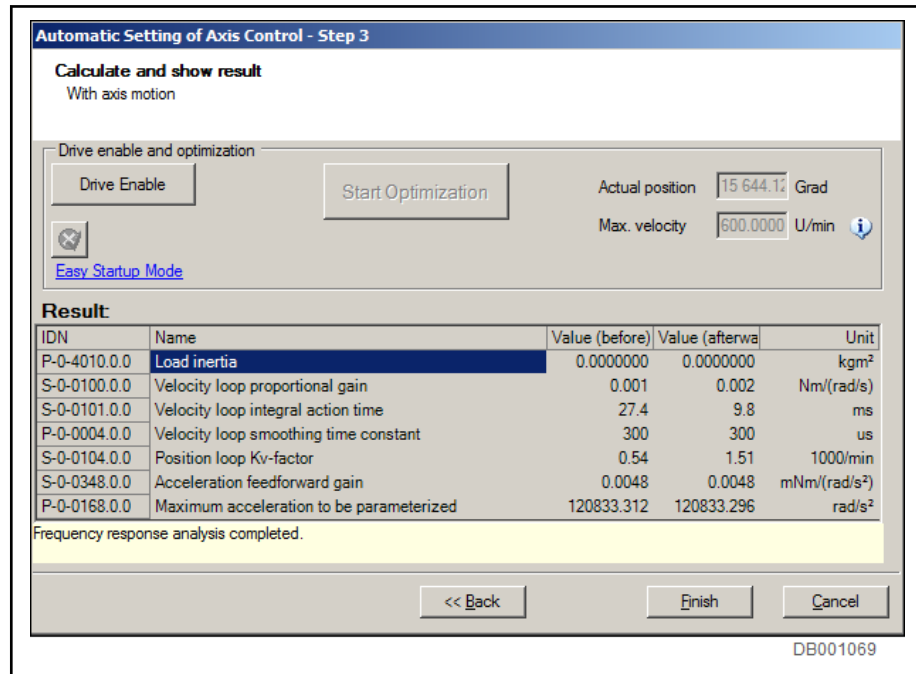 Automatic Setting of Axis Control - Step 3
Calculate and show result
With axis motion
Drive enable and optimization
Drive Enable
Start Optimization
Actual position 15 644.12 Grad
Max. velocity 600.0000 U/min
Easy Startup Mode
Result:
IDN Name Value (before) Value (afterwa Unit
P-0-4010.0.0 Load inertia 0.0000000 0.0000000 kgm²
S-0-0100.0.0 Velocity loop proportional gain 0.001 0.002 Nm/(rad/s)
S-0-0101.0.0 Velocity loop integral action time 27.4 9.8 ms
P-0-0004.0.0 Velocity loop smoothing time constant 300 300 us
S-0-0104.0.0 Position loop Kv-factor 0.54 1.51 1000/min
S-0-0348.0.0 Acceleration feedforward gain 0.0048 0.0048 mNm/(rad/s²)
P-0-0168.0.0 Maximum acceleration to be parameterized 120833.312 120833.296 rad/s²
Frequency response analysis completed.
<< Back Finish Cancel
DB001069